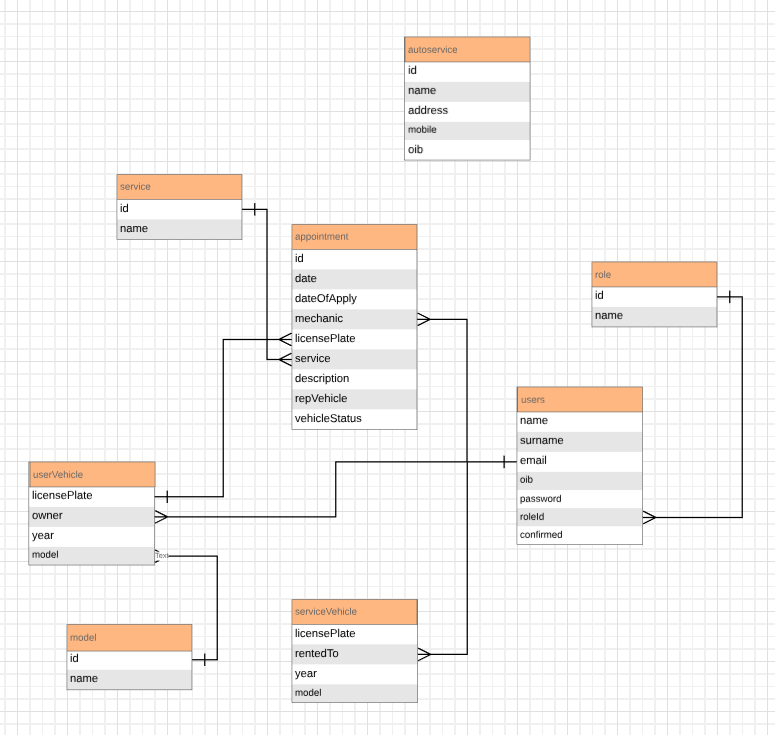 autoservice
id
name
address
mobile
oib
service
id
name
appointment
id
date
dateOfApply
mechanic
licensePlate
service
description
repVehicle
vehicleStatus
role
id
name
users
name
surname
email
oib
password
roleId
confirmed
userVehicle
licensePlate
owner
year
model
Text
model
id
name
serviceVehicle
licensePlate
rentedTo
year
model